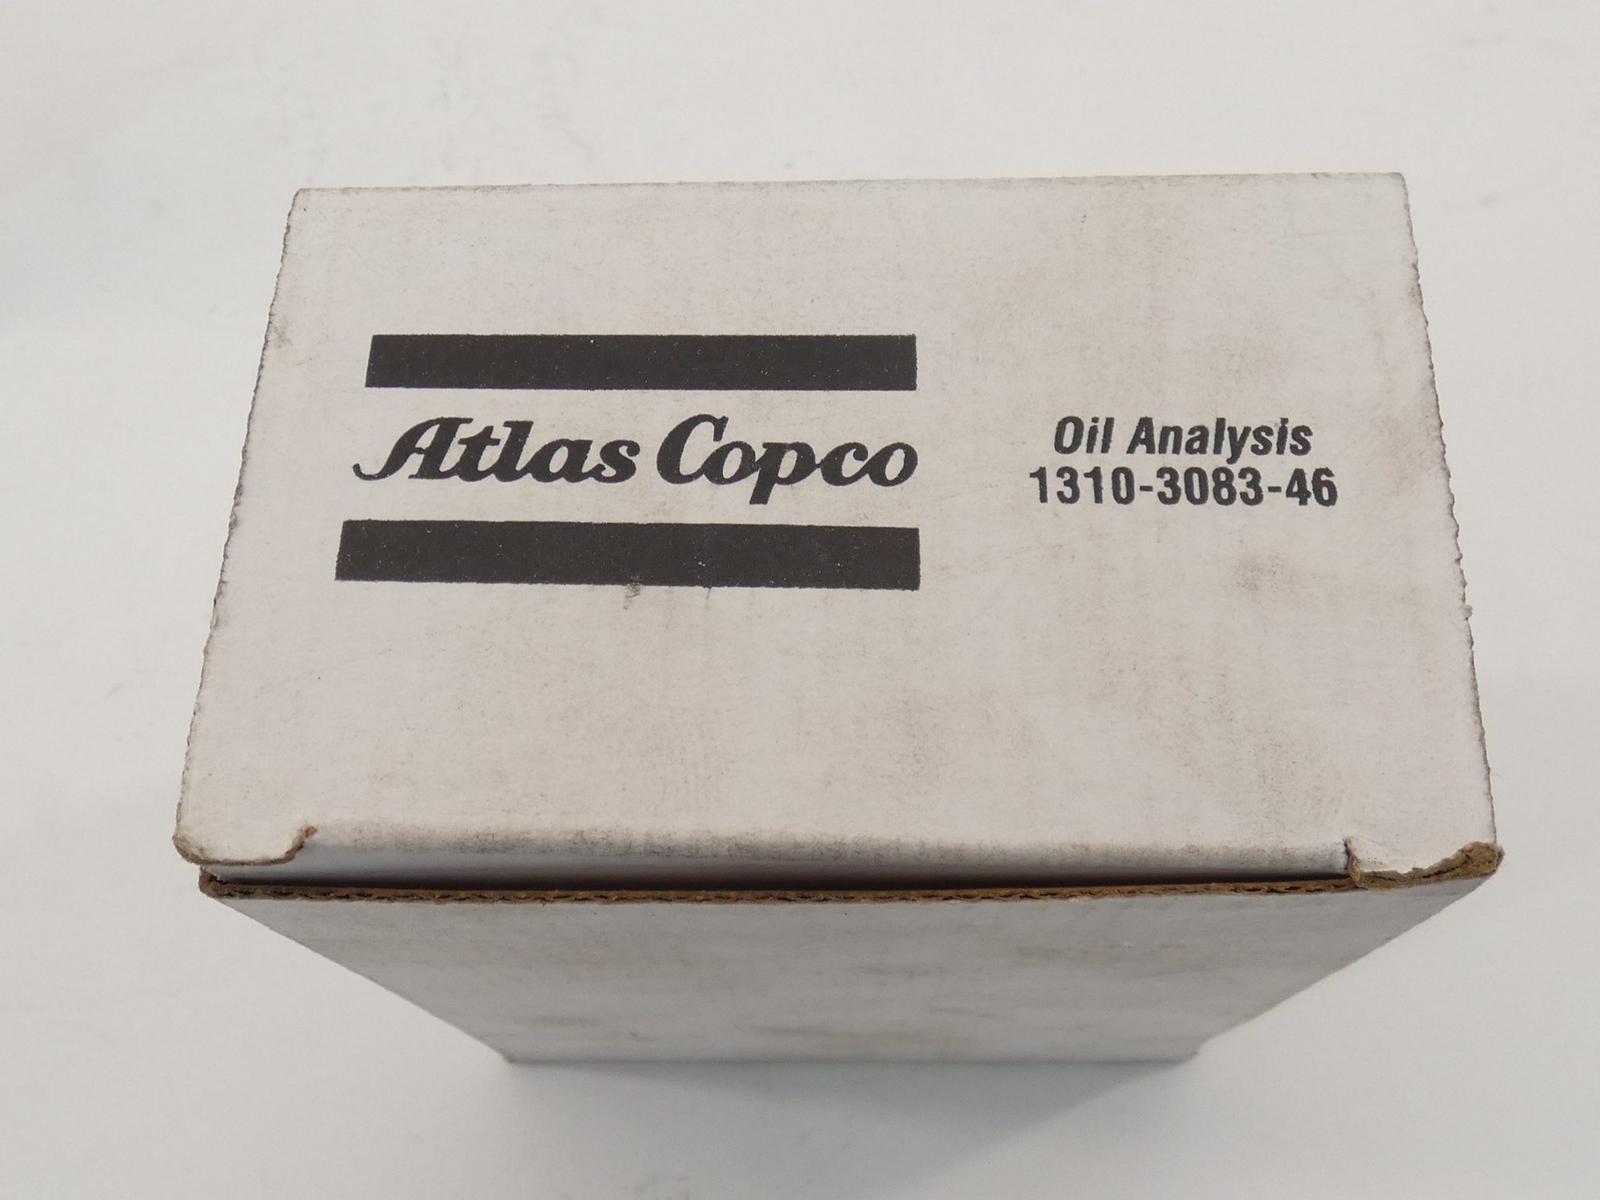 Atlas Copco
Oil Analysis
1310-3083-46